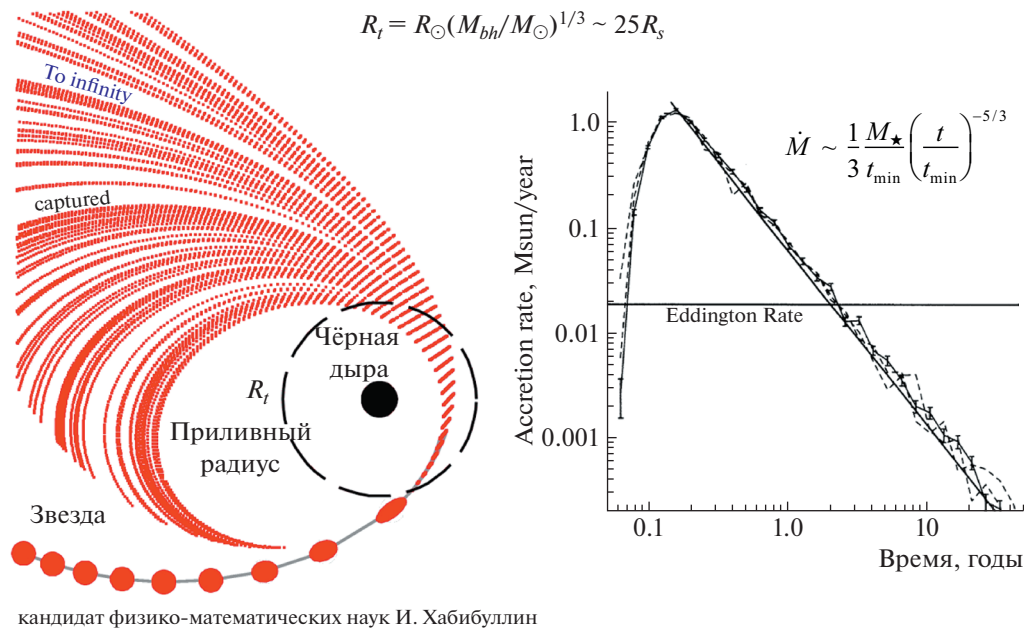 R_t = R_⊙(M_bh/M_⊙)^1/3 ~ 25R_s
To infinity
captured
Чёрная
дыра
R_t
Приливный
радиус
Звезда
Accretion rate, Msun/year
1.0
0.1
0.01
0.001
Ṁ ~ 1/3 M_★/t_min (t/t_min)^−5/3
Eddington Rate
0.1 1.0 10
Время, годы
кандидат физико-математических наук И. Хабибуллин